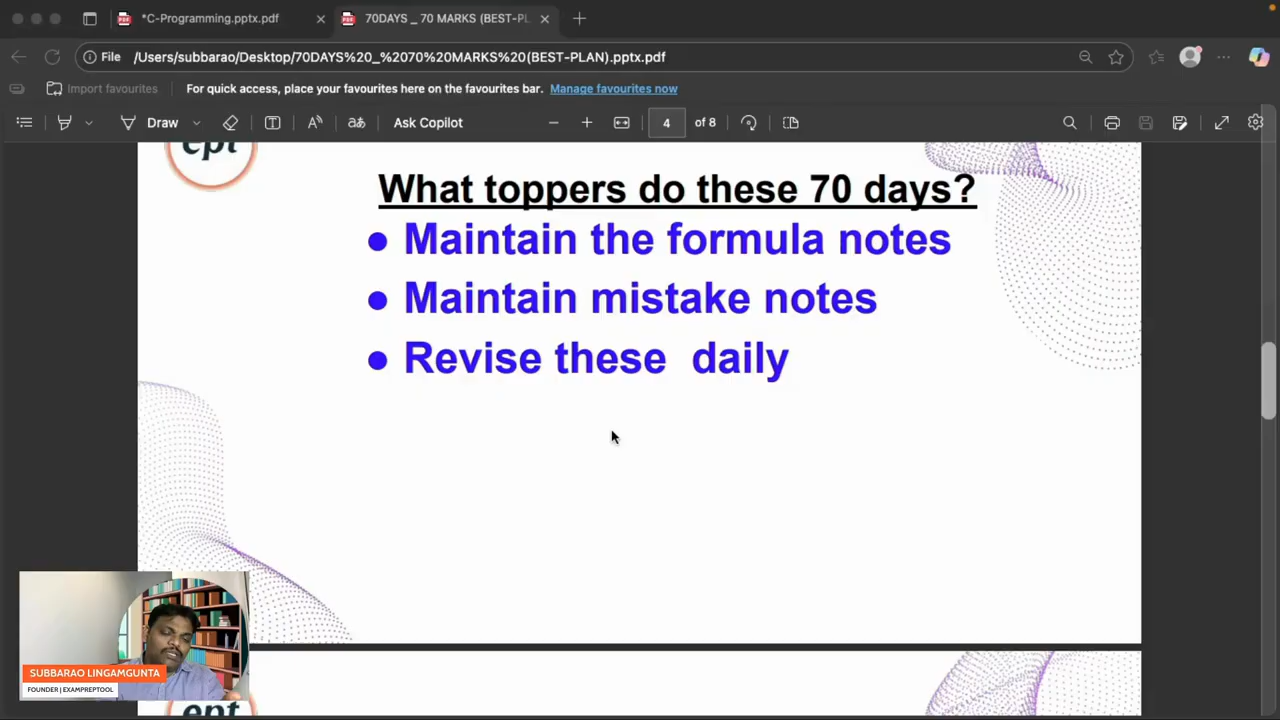 *C-Programming.pptx.pdf
70DAYS _ 70 MARKS (BEST-PL
File
/Users/subbarao/Desktop/70DAYS%20_%2070%20MARKS%20(BEST-PLAN).pptx.pdf
Import favourites
For quick access, place your favourites here on the favourites bar. Manage favourites now
Draw
Ask Copilot
4 of 8
ept
What toppers do these 70 days?
● Maintain the formula notes
● Maintain mistake notes
● Revise these daily
SUBBARAO LINGAMGUNTA
FOUNDER | EXAMPREPTOOL
ept